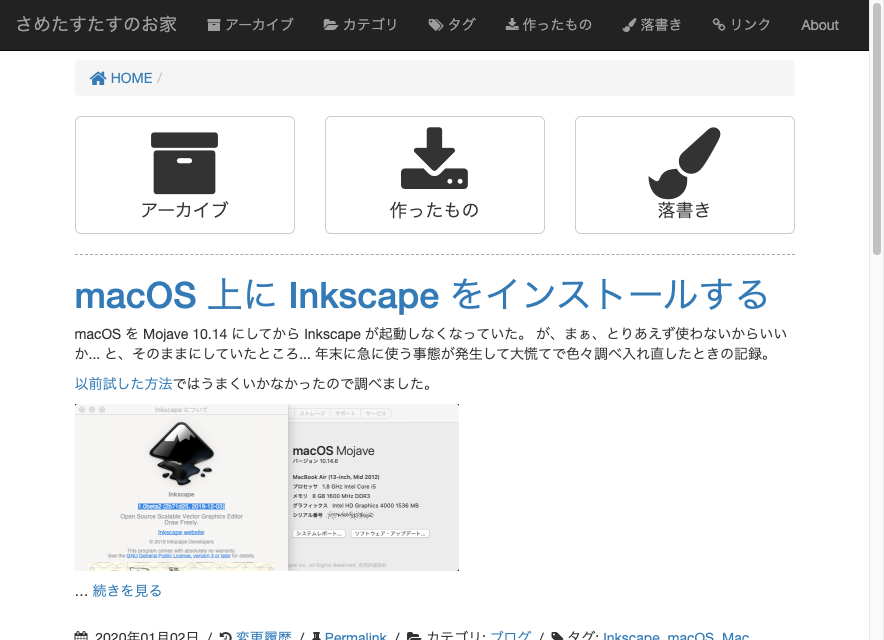 さめたすたすのお家 アーカイブ カテゴリ タグ 作ったもの 落書き リンク About
HOME /
アーカイブ
作ったもの
落書き
macOS 上に Inkscape をインストールする
macOS を Mojave 10.14 にしてから Inkscape が起動しなくなっていた。 が、まぁ、とりあえず使わないからいい
か... と、そのままにしていたところ... 年末に急に使う事態が発生して大慌てで色々調べ入れ直したときの記録。
以前試した方法ではうまくいかなかったので調べました。
Inkscape について
Inkscape
1.0beta2 (2b71d25, 2019-12-03)
Open Source Scalable Vector Graphics Editor
Draw Freely.
Inkscape website
© 2019 Inkscape Developers
This program comes with absolutely no warranty.
See the GNU General Public License, version 3 or later for details.
ストレージ サポート サービス
macOS Mojave
バージョン 10.14.6
MacBook Air (13-inch, Mid 2012)
プロセッサ 1.8 GHz Intel Core i5
メモリ 8 GB 1600 MHz DDR3
グラフィックス Intel HD Graphics 4000 1536 MB
シリアル番号
システムレポート... ソフトウェア・アップデート...
Inc. All Rights Reserved. 使用許諾契約
... 続きを見る
2020年01月02日 / 変更履歴 / Permalink / カテゴリ: ブログ / タグ: Inkscape, macOS, Mac